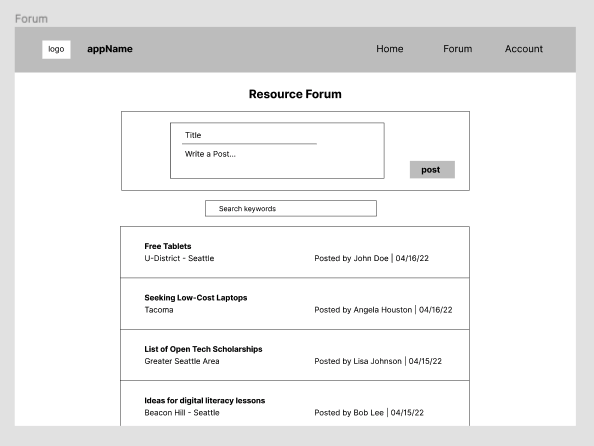 Forum
logo
appName
Home
Forum
Account
Resource Forum
Title
Write a Post...
post
Search keywords
Free Tablets
U-District - Seattle
Posted by John Doe | 04/16/22
Seeking Low-Cost Laptops
Tacoma
Posted by Angela Houston | 04/16/22
List of Open Tech Scholarships
Greater Seattle Area
Posted by Lisa Johnson | 04/15/22
Ideas for digital literacy lessons
Beacon Hill - Seattle
Posted by Bob Lee | 04/15/22